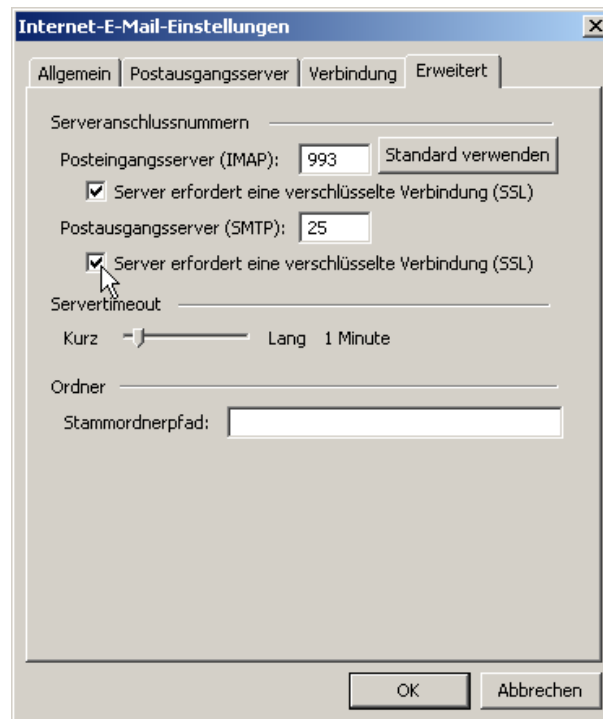 Internet-E-Mail-Einstellungen
Allgemein Postausgangsserver Verbindung Erweitert
Serveranschlussnummern
Posteingangsserver (IMAP): 993 Standard verwenden
Server erfordert eine verschlüsselte Verbindung (SSL)
Postausgangsserver (SMTP): 25
Server erfordert eine verschlüsselte Verbindung (SSL)
Servertimeout
Kurz Lang 1 Minute
Ordner
Stammordnerpfad:
OK Abbrechen